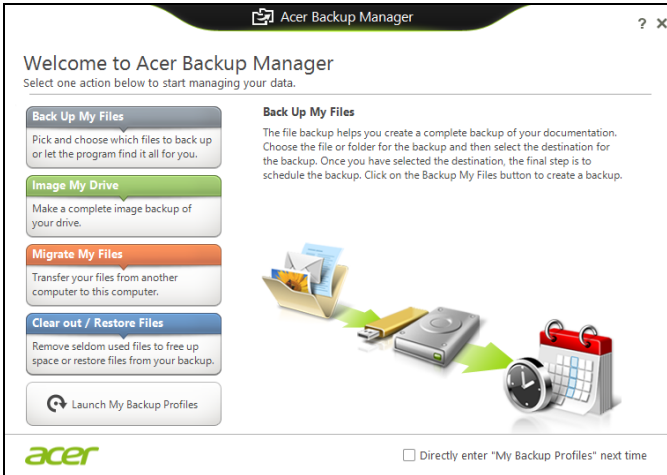 Acer Backup Manager
? X
Welcome to Acer Backup Manager
Select one action below to start managing your data.
Back Up My Files
Pick and choose which files to back up
or let the program find it all for you.
Image My Drive
Make a complete image backup of
your drive.
Migrate My Files
Transfer your files from another
computer to this computer.
Clear out / Restore Files
Remove seldom used files to free up
space or restore files from your backup.
Launch My Backup Profiles
Back Up My Files
The file backup helps you create a complete backup of your documentation.
Choose the file or folder for the backup and then select the destination for
the backup. Once you have selected the destination, the final step is to
schedule the backup. Click on the Backup My Files button to create a backup.
acer
Directly enter "My Backup Profiles" next time